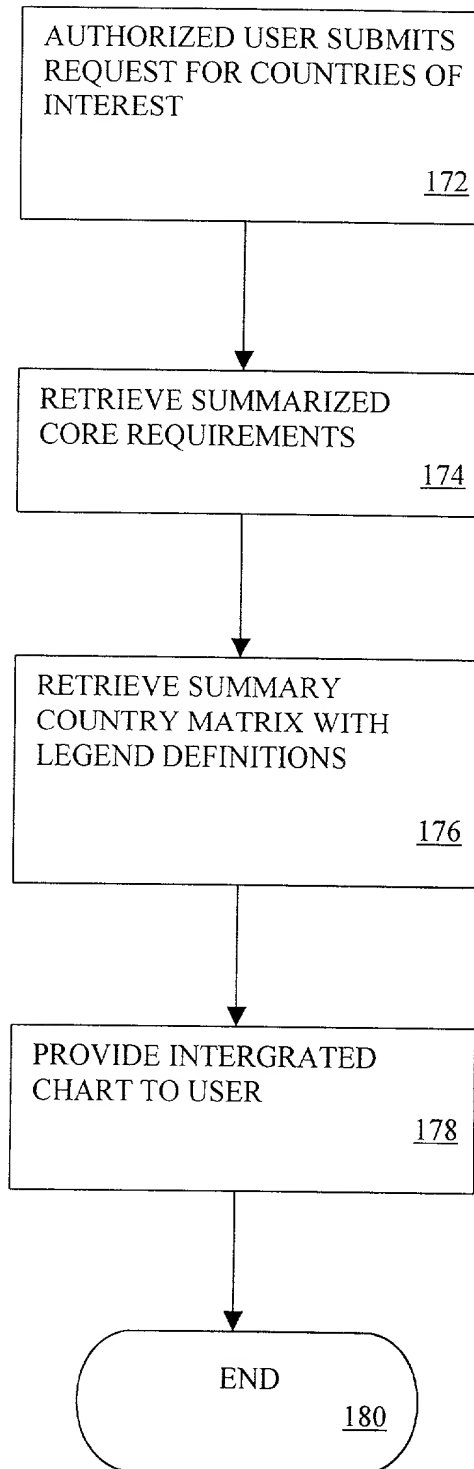 AUTHORIZED USER SUBMITS
REQUEST FOR COUNTRIES OF
INTEREST
172
RETRIEVE SUMMARIZED
CORE REQUIREMENTS
174
RETRIEVE SUMMARY
COUNTRY MATRIX WITH
LEGEND DEFINITIONS
176
PROVIDE INTERGRATED
CHART TO USER
178
END
180